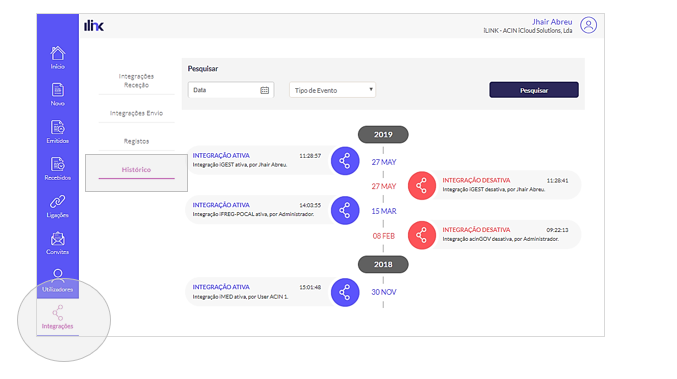 iLink
Jhair Abreu
iLINK - ACIN iCloud Solutions, Lda
Início
Novo
Emitidos
Recebidos
Ligações
Convites
Utilizadores
Integrações
Integrações
Receção
Integrações Envio
Registos
Histórico
Pesquisar
Data
Tipo de Evento
Pesquisar
2019
INTEGRAÇÃO ATIVA 11:28:57
Integração iGEST ativa, por Jhair Abreu.
27 MAY
27 MAY
INTEGRAÇÃO DESATIVA 11:28:41
Integração iGEST desativa, por Jhair Abreu.
INTEGRAÇÃO ATIVA 14:03:55
Integração iFREG-POCAL ativa, por Administrador.
15 MAR
08 FEB
INTEGRAÇÃO DESATIVA 09:22:13
Integração acinGOV desativa, por Administrador.
2018
INTEGRAÇÃO ATIVA 15:01:48
Integração iMED ativa, por User ACIN 1.
30 NOV